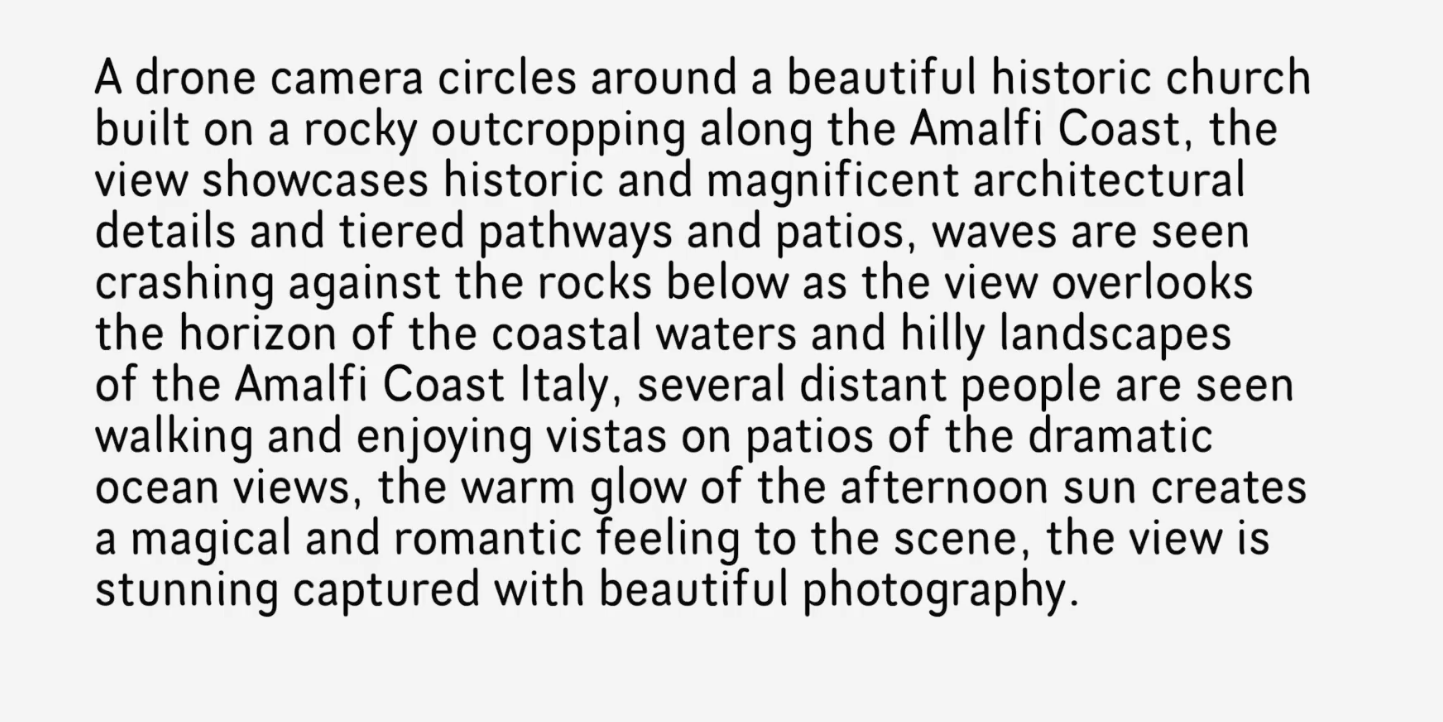 A drone camera circles around a beautiful historic church
built on a rocky outcropping along the Amalfi Coast, the
view showcases historic and magnificent architectural
details and tiered pathways and patios, waves are seen
crashing against the rocks below as the view overlooks
the horizon of the coastal waters and hilly landscapes
of the Amalfi Coast Italy, several distant people are seen
walking and enjoying vistas on patios of the dramatic
ocean views, the warm glow of the afternoon sun creates
a magical and romantic feeling to the scene, the view is
stunning captured with beautiful photography.